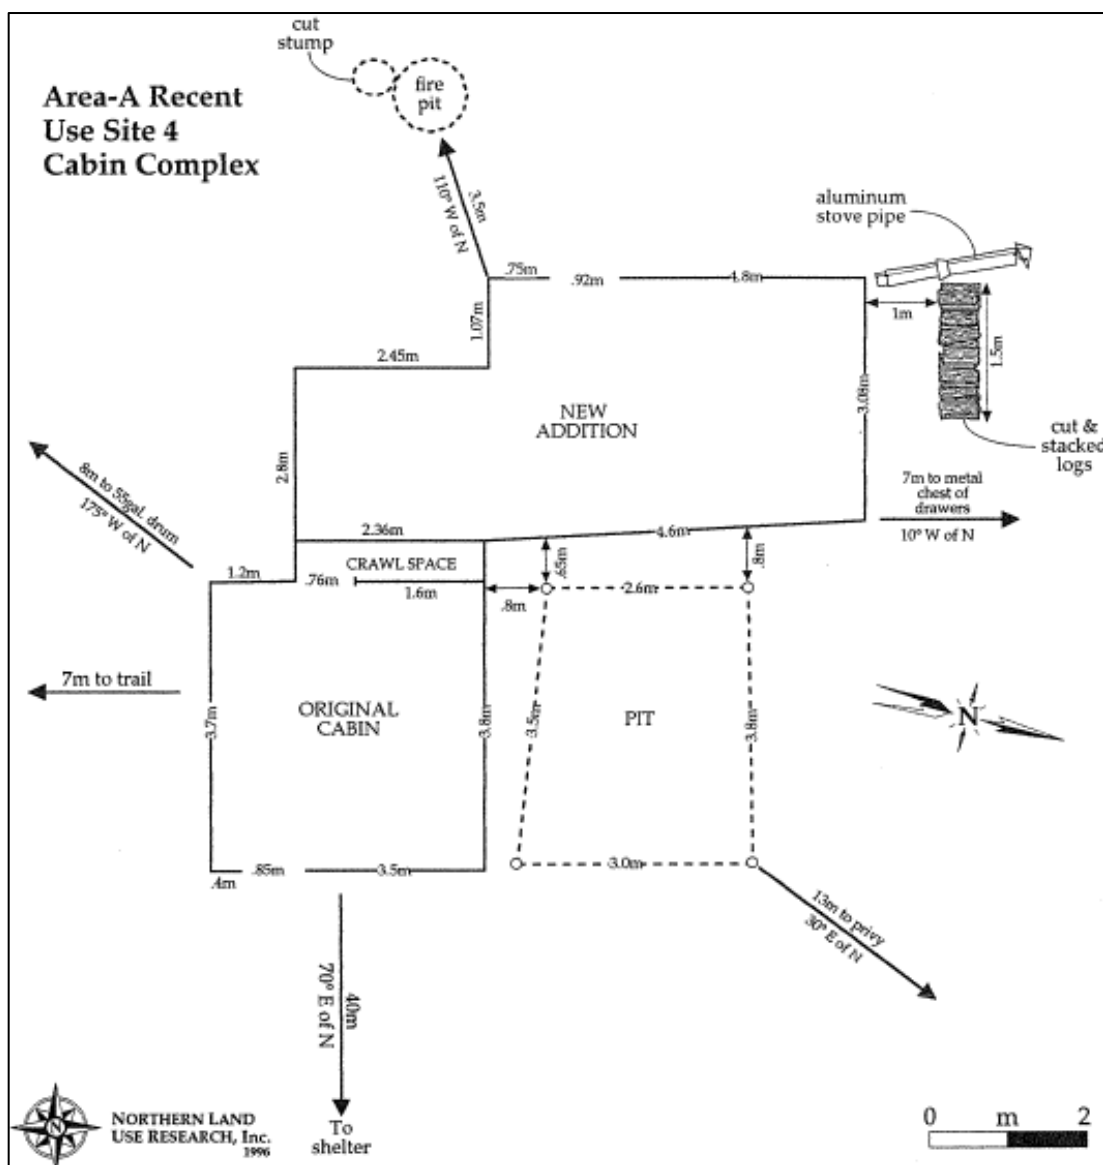 cut
stump
fire
pit
Area-A Recent
Use Site 4
Cabin Complex
3.5m
110° W of N
aluminum
stove pipe
.75m
.92m
4.8m
1m
1.07m
1.5m
2.45m
3.08m
NEW
ADDITION
cut &
stacked
logs
8m to 55gal. drum
175° W of N
2.8m
7m to metal
chest of
drawers
10° W of N
2.36m
4.6m
CRAWL SPACE
.65m
.8m
1.2m
.76m
1.6m
.8m
2.6m
7m to trail
3.7m
ORIGINAL
CABIN
3.8m
3.5m
PIT
3.8m
N
.4m
.85m
3.5m
3.0m
13m to privy
30° E of N
40m
70° E of N
To
shelter
N
NORTHERN LAND
USE RESEARCH, Inc.
1996
0 m 2